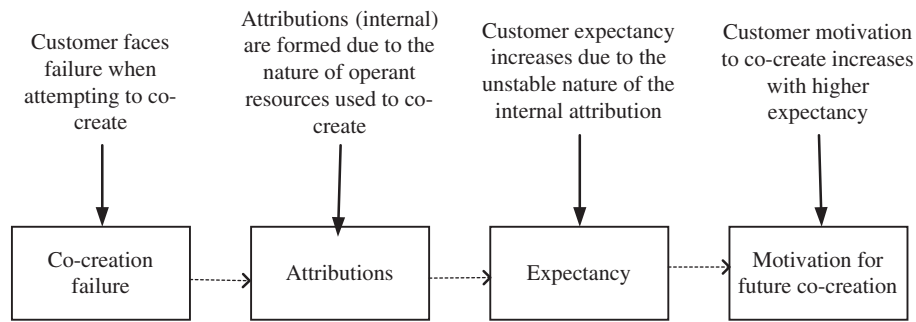 Customer faces
failure when
attempting to co-
create
Attributions (internal)
are formed due to the
nature of operant
resources used to co-
create
Customer expectancy
increases due to the
unstable nature of the
internal attribution
Customer motivation
to co-create increases
with higher
expectancy
Co-creation
failure
Attributions
Expectancy
Motivation for
future co-creation